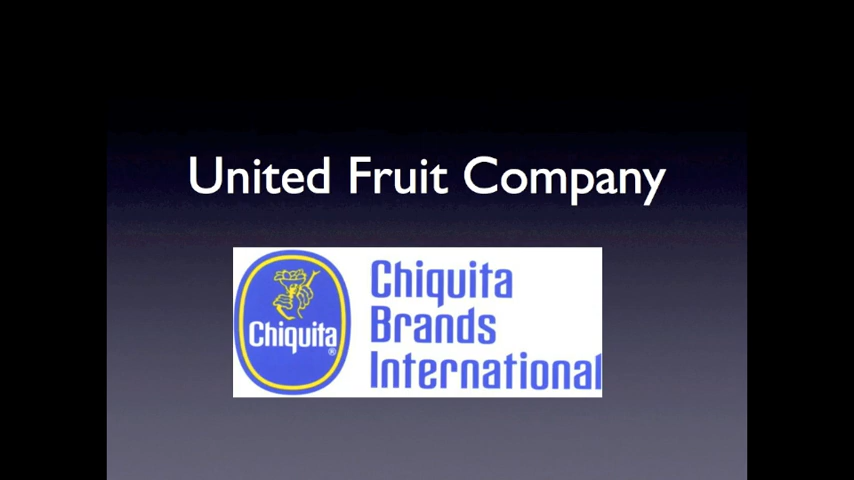 United Fruit Company
Chiquita
Brands
International
Chiquita®